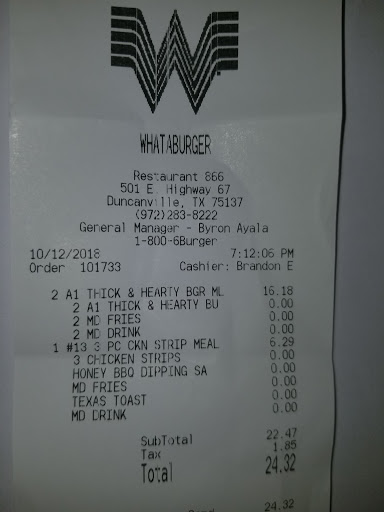 W
WHATABURGER
Restaurant 866
501 E. Highway 67
Duncanville, TX 75137
(972)283-8222
General Manager - Byron Ayala
1-800-6Burger
10/12/2018 7:12:06 PM
Order 101733 Cashier: Brandon E
2 A1 THICK & HEARTY BGR ML 16.18
2 A1 THICK & HEARTY BU 0.00
2 MD FRIES 0.00
2 MD DRINK 0.00
1 #13 3 PC CKN STRIP MEAL 6.29
3 CHICKEN STRIPS 0.00
HONEY BBQ DIPPING SA 0.00
MD FRIES 0.00
TEXAS TOAST 0.00
MD DRINK 0.00
SubTotal 22.47
Tax 1.85
Total 24.32
24.32